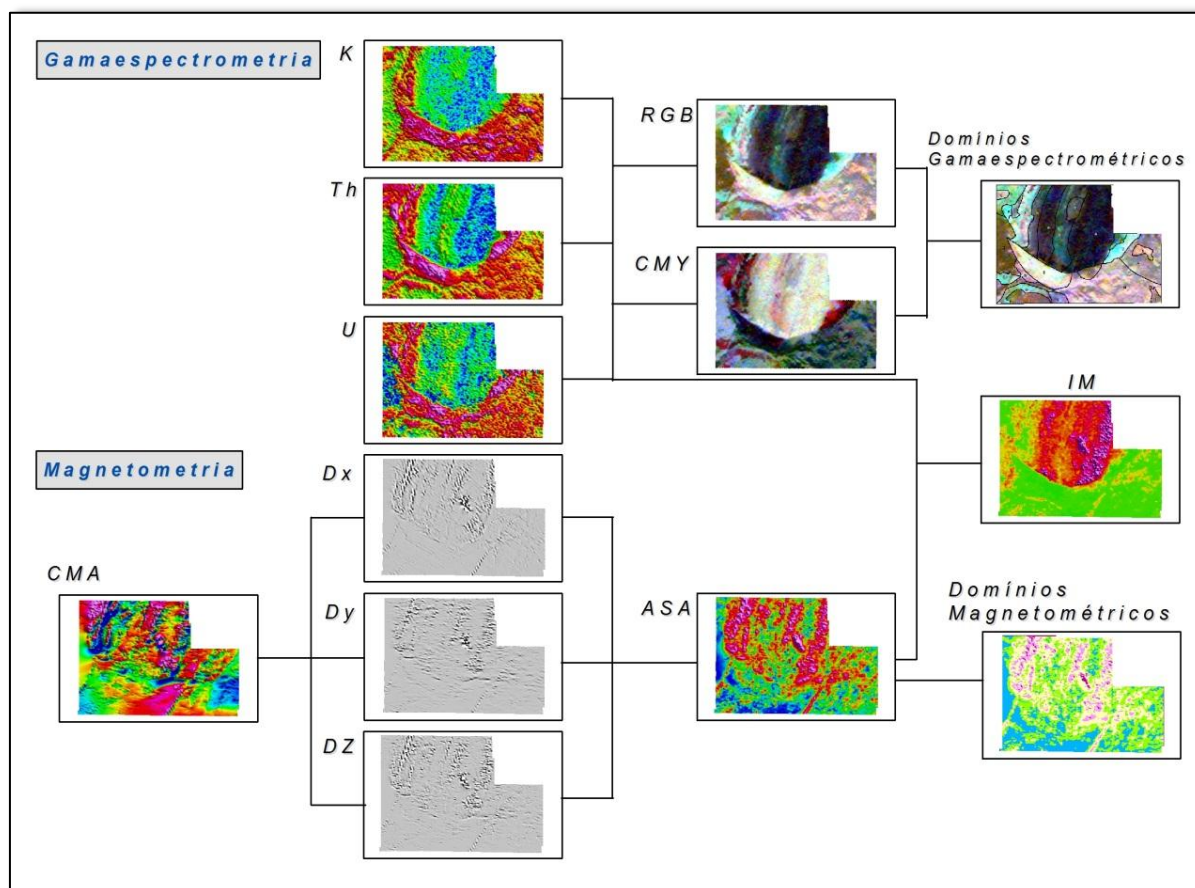 Gamaespectrometria
K
Th
U
RGB
CMY
Domínios
Gamaespectrométricos
IM
Magnetometria
CMA
Dx
Dy
DZ
ASA
Domínios
Magnetométricos